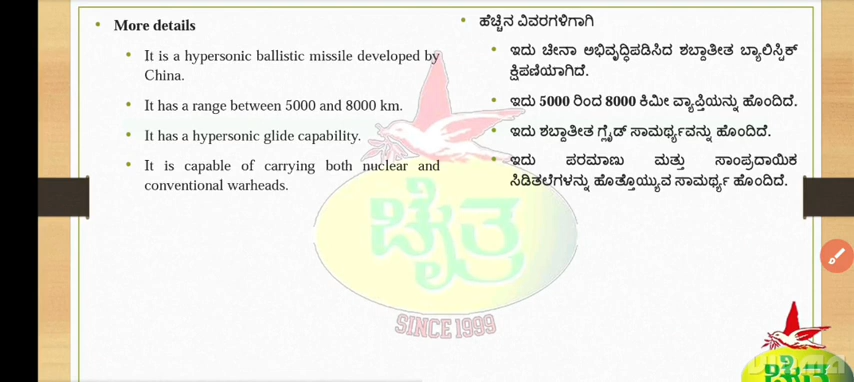 More details
It is a hypersonic ballistic missile developed by
China.
It has a range between 5000 and 8000 km.
It has a hypersonic glide capability.
It is capable of carrying both nuclear and
conventional warheads.
ಹೆಚ್ಚಿನ ವಿವರಗಳಿಗಾಗಿ
ಇದು ಚೀನಾ ಅಭಿವೃದ್ಧಿಪಡಿಸಿದ ಶಬ್ದಾತೀತ ಬ್ಯಾಲಿಸ್ಟಿಕ್
ಕ್ಷಿಪಣಿಯಾಗಿದೆ.
ಇದು 5000 ರಿಂದ 8000 ಕಿಮೀ ವ್ಯಾಪ್ತಿಯನ್ನು ಹೊಂದಿದೆ.
ಇದು ಶಬ್ದಾತೀತ ಗ್ಲೈಡ್ ಸಾಮರ್ಥ್ಯವನ್ನು ಹೊಂದಿದೆ.
ಇದು ಪರಮಾಣು ಮತ್ತು ಸಾಂಪ್ರದಾಯಿಕ
ಸಿಡಿತಲೆಗಳನ್ನು ಹೊತ್ತೊಯ್ಯುವ ಸಾಮರ್ಥ್ಯ ಹೊಂದಿದೆ.
ಚೈತ್ರ
SINCE 1999
ಚೈತ್ರ